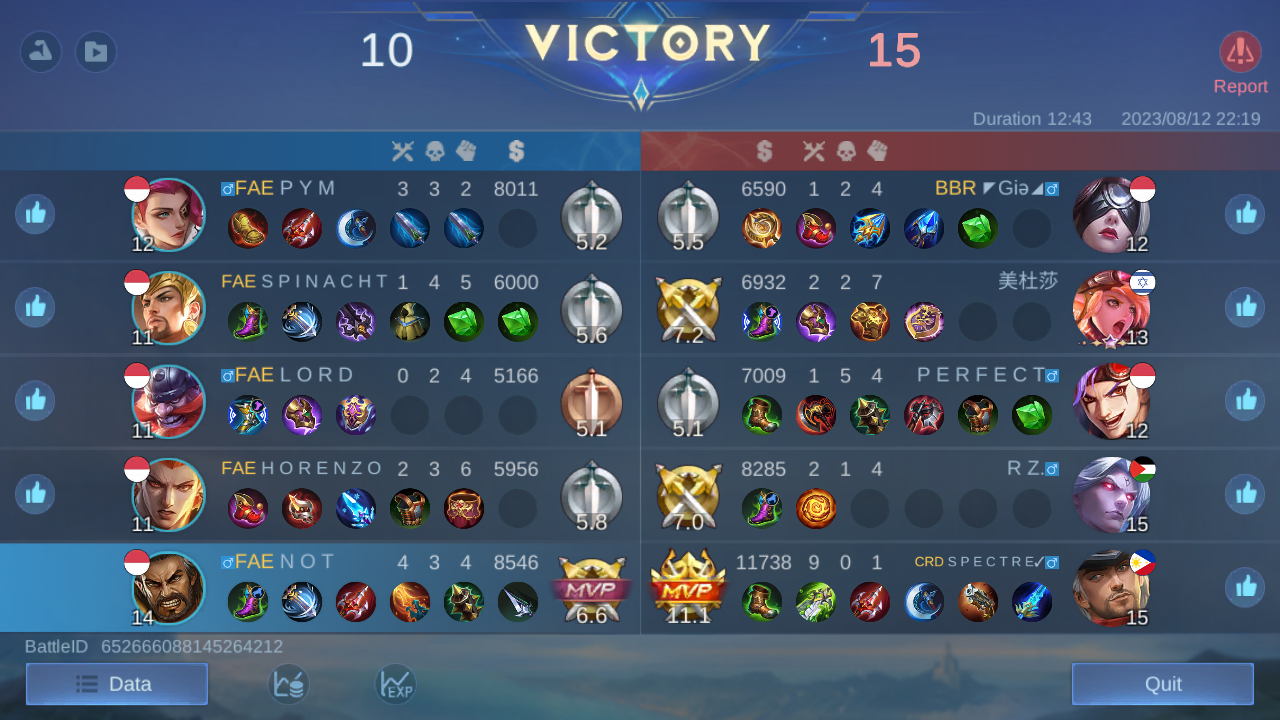 10 VICTORY 15
Report
Duration 12:43 2023/08/12 22:19
FAE P Y M 3 3 2 8011
12 5.2
6590 1 2 4 BBR ◤Giə◢
5.5 12
FAE S P I N A C H T 1 4 5 6000
11 5.6
6932 2 2 7 美杜莎
7.2 13
FAE L O R D 0 2 4 5166
11 5.1
7009 1 5 4 P E R F E C T
5.1 12
FAE H O R E N Z O 2 3 6 5956
11 5.8
8285 2 1 4 R Z.
7.0 15
FAE N O T 4 3 4 8546
14 MVP 6.6
11738 9 0 1 CRD S P E C T R E✓
MVP 11.1 15
BattleID 652666088145264212
Data EXP Quit